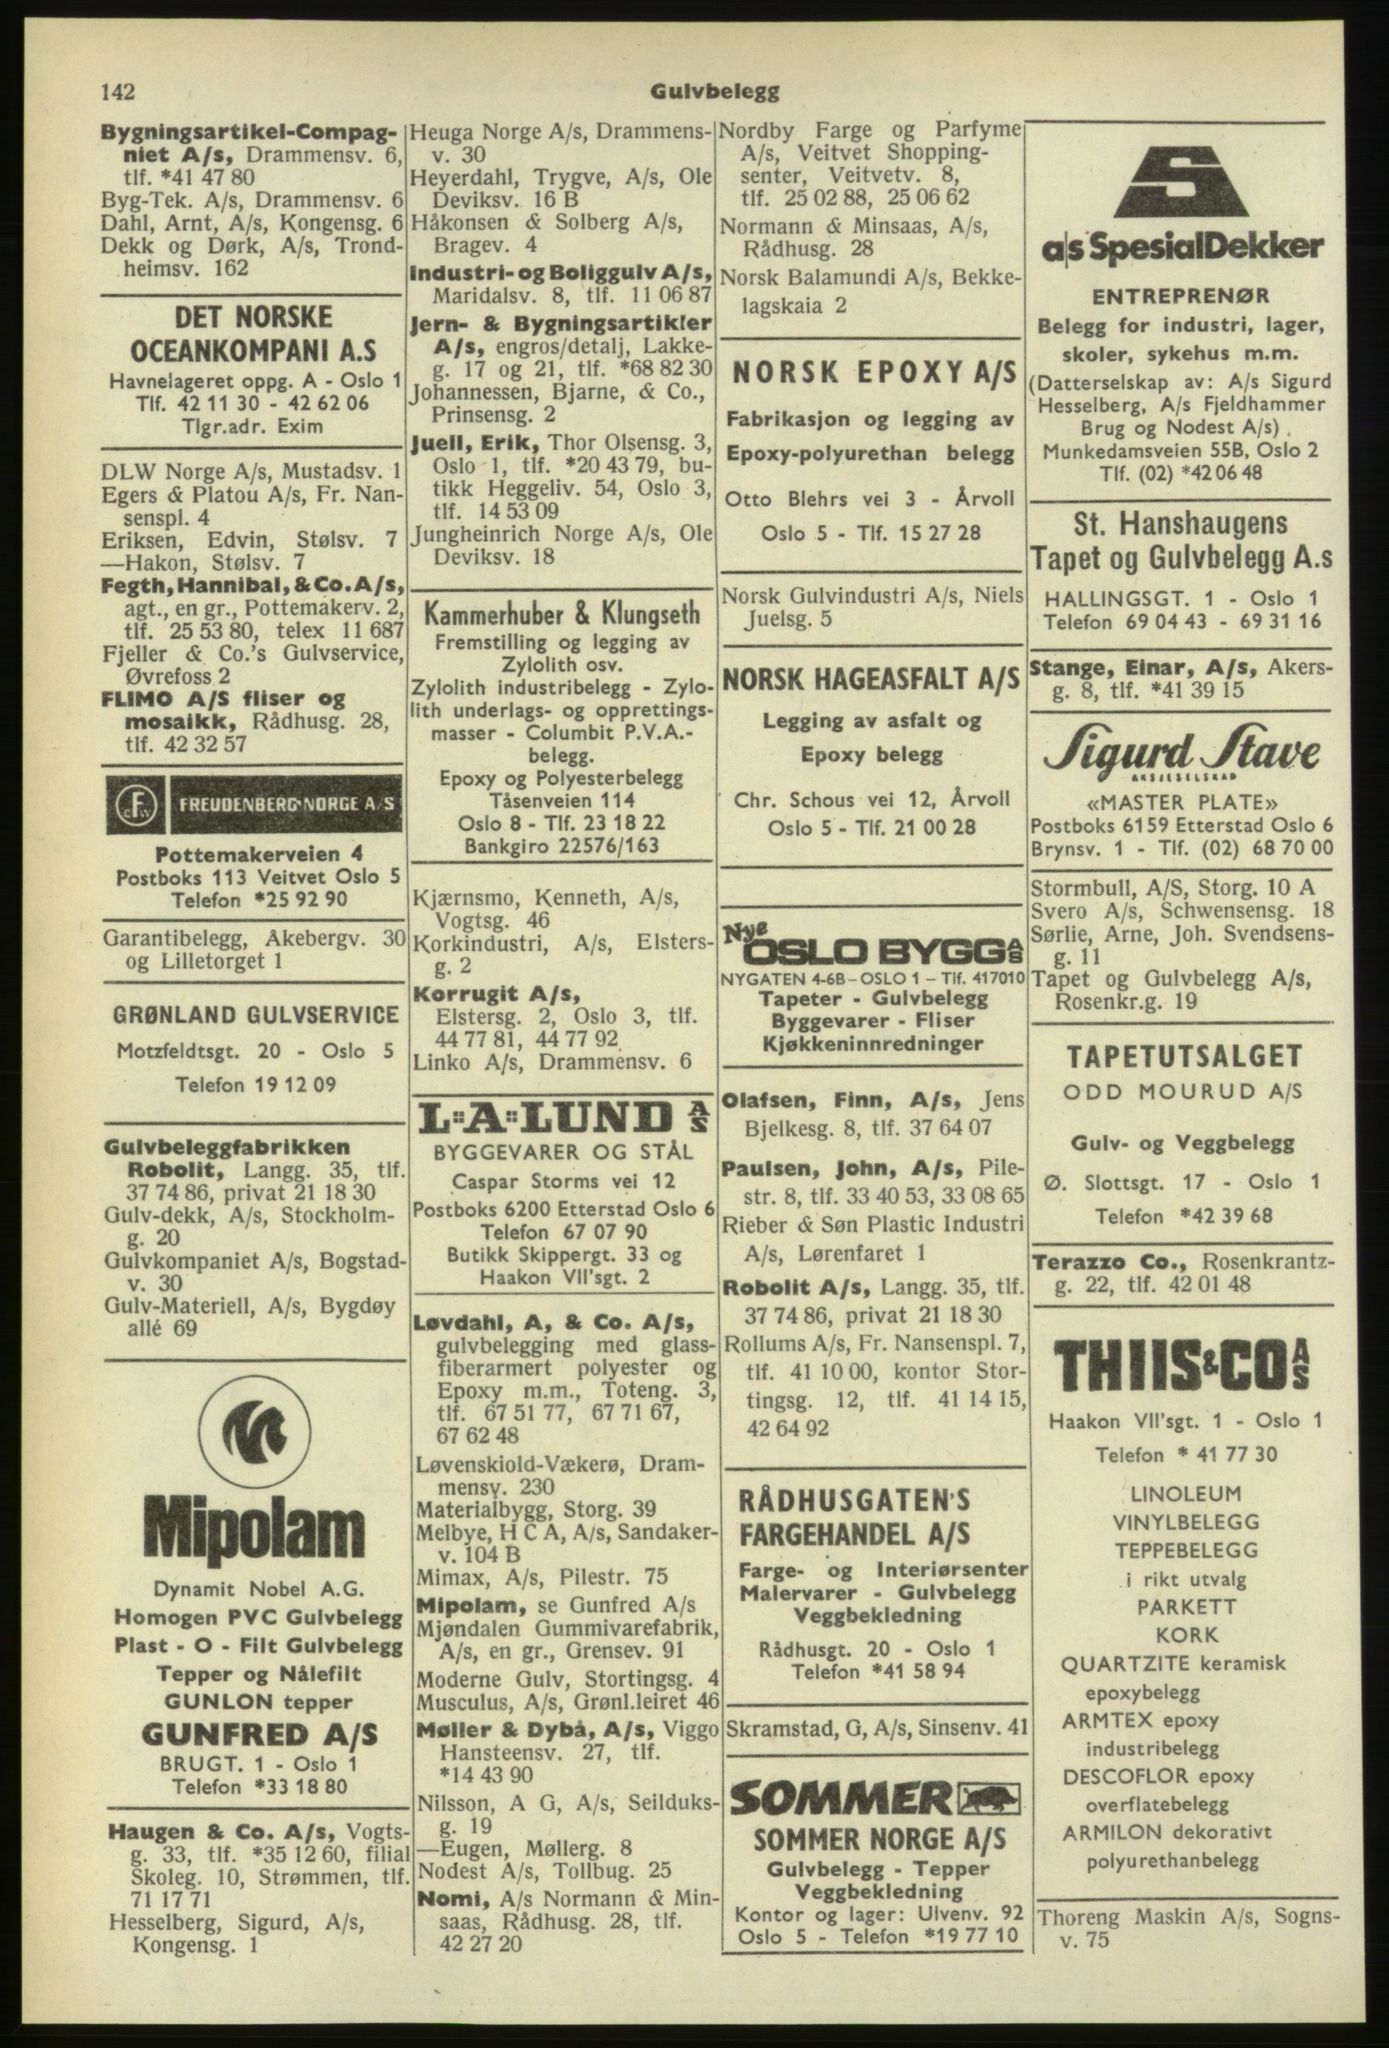 142
Gulvbelegg
Bygningsartikel-Compag-
niet A/s, Drammensv. 6,
tlf. *41 47 80
Byg-Tek. A/s, Drammensv. 6
Dahl, Arnt, A/s, Kongensg. 6
Dekk og Dørk, A/s, Trond-
heimsv. 162
DET NORSKE
OCEANKOMPANI A.S
Havnelageret oppg. A - Oslo 1
Tlf. 42 11 30 - 42 62 06
Tlgr.adr. Exim
DLW Norge A/s, Mustadsv. 1
Egers & Platou A/s, Fr. Nan-
senspl. 4
Eriksen, Edvin, Stølsv. 7
—Hakon, Stølsv. 7
Fegth, Hannibal, & Co. A/s,
agt., en gr., Pottemakerv. 2,
tlf. 25 53 80, telex 11 687
Fjeller & Co.'s Gulvservice,
Øvrefoss 2
FLIMO A/S fliser og
mosaikk, Rådhusg. 28,
tlf. 42 32 57
FREUDENBERG-NORGE A/S
Pottemakerveien 4
Postboks 113 Veitvet Oslo 5
Telefon *25 92 90
Garantibelegg, Åkebergv. 30
og Lilletorget 1
GRØNLAND GULVSERVICE
Motzfeldtsgt. 20 - Oslo 5
Telefon 19 12 09
Gulvbeleggfabrikken
Robolit, Langg. 35, tlf.
37 74 86, privat 21 18 30
Gulv-dekk, A/s, Stockholm-
g. 20
Gulvkompaniet A/s, Bogstad-
v. 30
Gulv-Materiell, A/s, Bygdøy
allé 69
Mipolam
Dynamit Nobel A.G.
Homogen PVC Gulvbelegg
Plast - O - Filt Gulvbelegg
Tepper og Nålefilt
GUNLON tepper
GUNFRED A/S
BRUGT. 1 - Oslo 1
Telefon *33 18 80
Haugen & Co. A/s, Vogts-
g. 33, tlf. *35 12 60, filial
Skoleg. 10, Strømmen, tlf.
71 17 71
Hesselberg, Sigurd, A/s,
Kongensg. 1
Heuga Norge A/s, Drammens-
v. 30
Heyerdahl, Trygve, A/s, Ole
Deviksv. 16 B
Håkonsen & Solberg A/s,
Bragev. 4
Industri- og Boliggulv A/s,
Maridalsv. 8, tlf. 11 06 87
Jern- & Bygningsartikler
A/s, engros/detalj, Lakke-
g. 17 og 21, tlf. *68 82 30
Johannessen, Bjarne, & Co.,
Prinsensg. 2
Juell, Erik, Thor Olsensg. 3,
Oslo 1, tlf. *20 43 79, bu-
tikk Heggeliv. 54, Oslo 3,
tlf. 14 53 09
Jungheinrich Norge A/s, Ole
Deviksv. 18
Kammerhuber & Klungseth
Fremstilling og legging av
Zylolith osv.
Zylolith industribelegg - Zylo-
lith underlags- og opprettings-
masser - Columbit P.V.A.-
belegg.
Epoxy og Polyesterbelegg
Tåsenveien 114
Oslo 8 - Tlf. 23 18 22
Bankgiro 22576/163
Kjærnsmo, Kenneth, A/s,
Vogtsg. 46
Korkindustri, A/s, Elsters-
g. 2
Korrugit A/s,
Elstersg. 2, Oslo 3, tlf.
44 77 81, 44 77 92
Linko A/s, Drammensv. 6
L:A:LUND A/S
BYGGEVARER OG STÅL
Caspar Storms vei 12
Postboks 6200 Etterstad Oslo 6
Telefon 67 07 90
Butikk Skippergt. 33 og
Haakon VII'sgt. 2
Løvdahl, A, & Co. A/s,
gulvbelegging med glass-
fiberarmert polyester og
Epoxy m.m., Toteng. 3,
tlf. 67 51 77, 67 71 67,
67 62 48
Løvenskiold-Vækerø, Dram-
mensv. 230
Materialbygg, Storg. 39
Melbye, H C A, A/s, Sandaker-
v. 104 B
Mimax, A/s, Pilestr. 75
Mipolam, se Gunfred A/s
Mjøndalen Gummivarefabrik,
A/s, en gr., Grensev. 91
Moderne Gulv, Stortingsg. 4
Musculus, A/s, Grønl.leiret 46
Møller & Dybå, A/s, Viggo
Hansteensv. 27, tlf.
*14 43 90
Nilsson, A G, A/s, Seilduks-
g. 19
—Eugen, Møllerg. 8
Nodest A/s, Tollbug. 25
Nomi, A/s Normann & Min-
saas, Rådhusg. 28, tlf.
42 27 20
Nordby Farge og Parfyme
A/s, Veitvet Shopping-
senter, Veitvetv. 8,
tlf. 25 02 88, 25 06 62
Normann & Minsaas, A/s,
Rådhusg. 28
Norsk Balamundi A/s, Bekke-
lagskaia 2
NORSK EPOXY A/S
Fabrikasjon og legging av
Epoxy-polyurethan belegg
Otto Blehrs vei 3 - Årvoll
Oslo 5 - Tlf. 15 27 28
Norsk Gulvindustri A/s, Niels
Juelsg. 5
NORSK HAGEASFALT A/S
Legging av asfalt og
Epoxy belegg
Chr. Schous vei 12, Årvoll
Oslo 5 - Tlf. 21 00 28
Nye
OSLO BYGG A/S
NYGATEN 4-6B - OSLO 1 - Tlf. 417010
Tapeter - Gulvbelegg
Byggevarer - Fliser
Kjøkkeninnredninger
Olafsen, Finn, A/s, Jens
Bjelkesg. 8, tlf. 37 64 07
Paulsen, John, A/s, Pile-
str. 8, tlf. 33 40 53, 33 08 65
Rieber & Søn Plastic Industri
A/s, Lørenfaret 1
Robolit A/s, Langg. 35, tlf.
37 74 86, privat 21 18 30
Rollums A/s, Fr. Nansenspl. 7,
tlf. 41 10 00, kontor Stor-
tingsg. 12, tlf. 41 14 15,
42 64 92
RÅDHUSGATEN'S
FARGEHANDEL A/S
Farge- og Interiørsenter
Malervarer - Gulvbelegg
Veggbekledning
Rådhusgt. 20 - Oslo 1
Telefon *41 58 94
Skramstad, G, A/s, Sinsenv. 41
SOMMER
SOMMER NORGE A/S
Gulvbelegg - Tepper
Veggbekledning
Kontor og lager: Ulvenv. 92
Oslo 5 - Telefon *19 77 10
S
a/s SpesialDekker
ENTREPRENØR
Belegg for industri, lager,
skoler, sykehus m.m.
(Datterselskap av: A/s Sigurd
Hesselberg, A/s Fjeldhammer
Brug og Nodest A/s)
Munkedamsveien 55B, Oslo 2
Tlf. (02) *42 06 48
St. Hanshaugens
Tapet og Gulvbelegg A.s
HALLINGSGT. 1 - Oslo 1
Telefon 69 04 43 - 69 31 16
Stange, Einar, A/s, Akers-
g. 8, tlf. *41 39 15
Sigurd Stave
AKSJESELSKAP
«MASTER PLATE»
Postboks 6159 Etterstad Oslo 6
Brynsv. 1 - Tlf. (02) 68 70 00
Stormbull, A/S, Storg. 10 A
Svero A/s, Schwensensg. 18
Sørlie, Arne, Joh. Svendsens-
g. 11
Tapet og Gulvbelegg A/s,
Rosenkr.g. 19
TAPETUTSALGET
ODD MOURUD A/S
Gulv- og Veggbelegg
Ø. Slottsgt. 17 - Oslo 1
Telefon *42 39 68
Terazzo Co., Rosenkrantz-
g. 22, tlf. 42 01 48
THIIS & CO A/S
Haakon VII'sgt. 1 - Oslo 1
Telefon * 41 77 30
LINOLEUM
VINYLBELEGG
TEPPEBELEGG
i rikt utvalg
PARKETT
KORK
QUARTZITE keramisk
epoxybelegg
ARMTEX epoxy
industribelegg
DESCOFLOR epoxy
overflatebelegg
ARMILON dekorativt
polyurethanbelegg
Thoreng Maskin A/s, Sogns-
v. 75